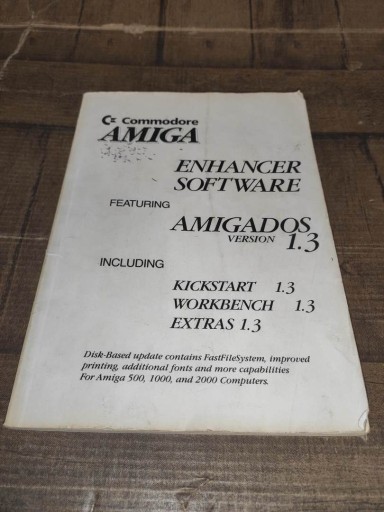 Commodore
AMIGA
ENHANCER
SOFTWARE
FEATURING
AMIGADOS
VERSION 1.3
INCLUDING
KICKSTART 1.3
WORKBENCH 1.3
EXTRAS 1.3
Disk-Based update contains FastFileSystem, improved
printing, additional fonts and more capabilities
For Amiga 500, 1000, and 2000 Computers.